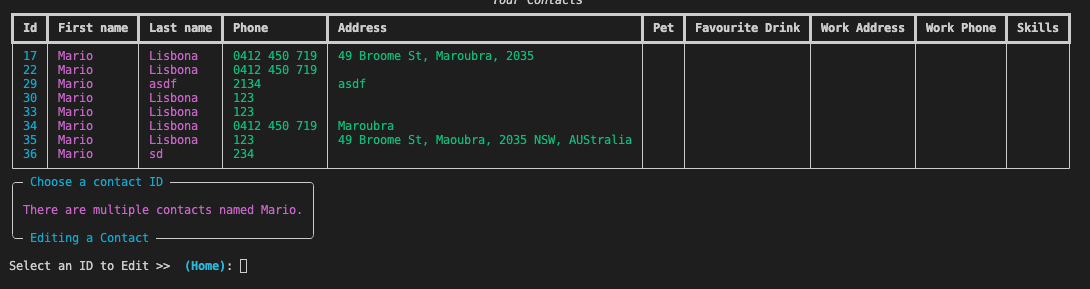 Your Contacts
Id First name Last name Phone Address Pet Favourite Drink Work Address Work Phone Skills
17 Mario Lisbona 0412 450 719 49 Broome St, Maroubra, 2035
22 Mario Lisbona 0412 450 719
29 Mario asdf 2134 asdf
30 Mario Lisbona 123
33 Mario Lisbona 123
34 Mario Lisbona 0412 450 719 Maroubra
35 Mario Lisbona 123 49 Broome St, Maoubra, 2035 NSW, AUStralia
36 Mario sd 234
Choose a contact ID
There are multiple contacts named Mario.
Editing a Contact
Select an ID to Edit >> (Home):